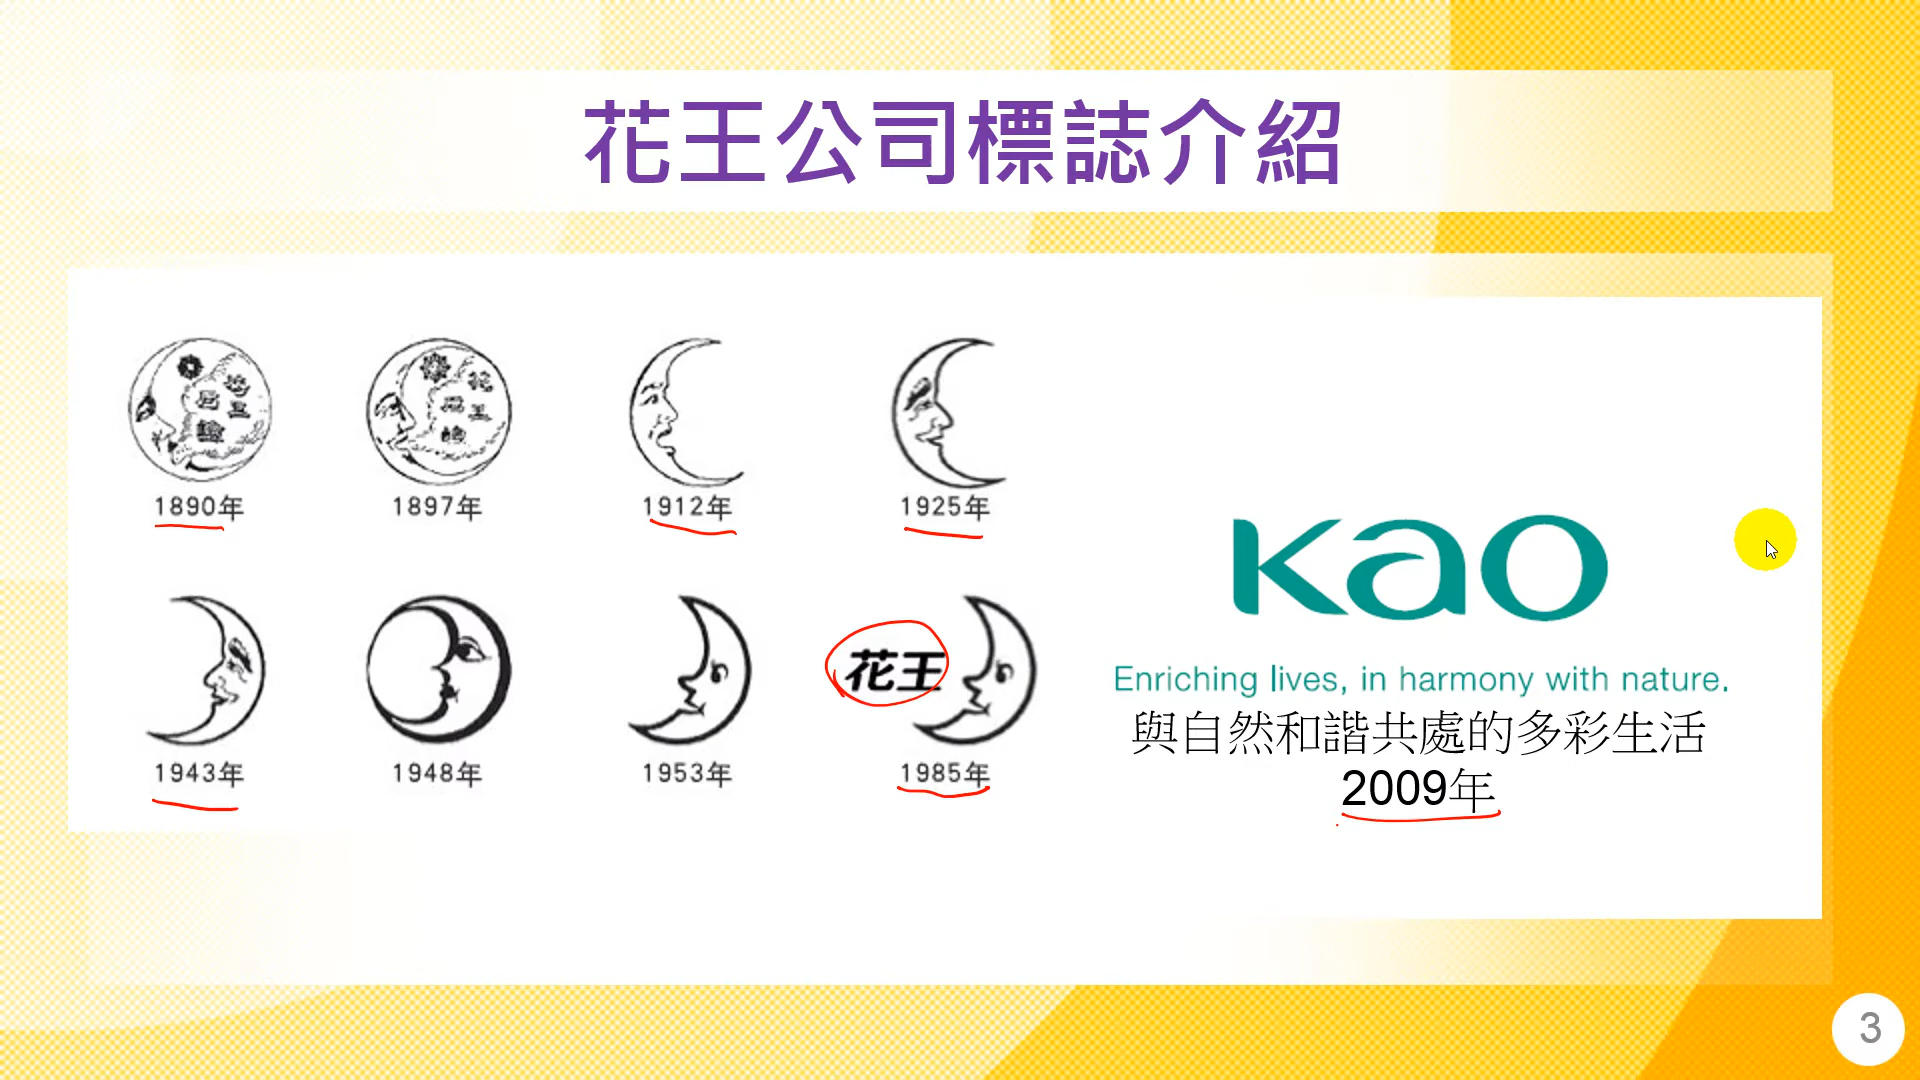 花王公司標誌介紹
1890年 1897年 1912年 1925年
花王
1943年 1948年 1953年 1985年
Kao
Enriching lives, in harmony with nature.
與自然和諧共處的多彩生活
2009年
3